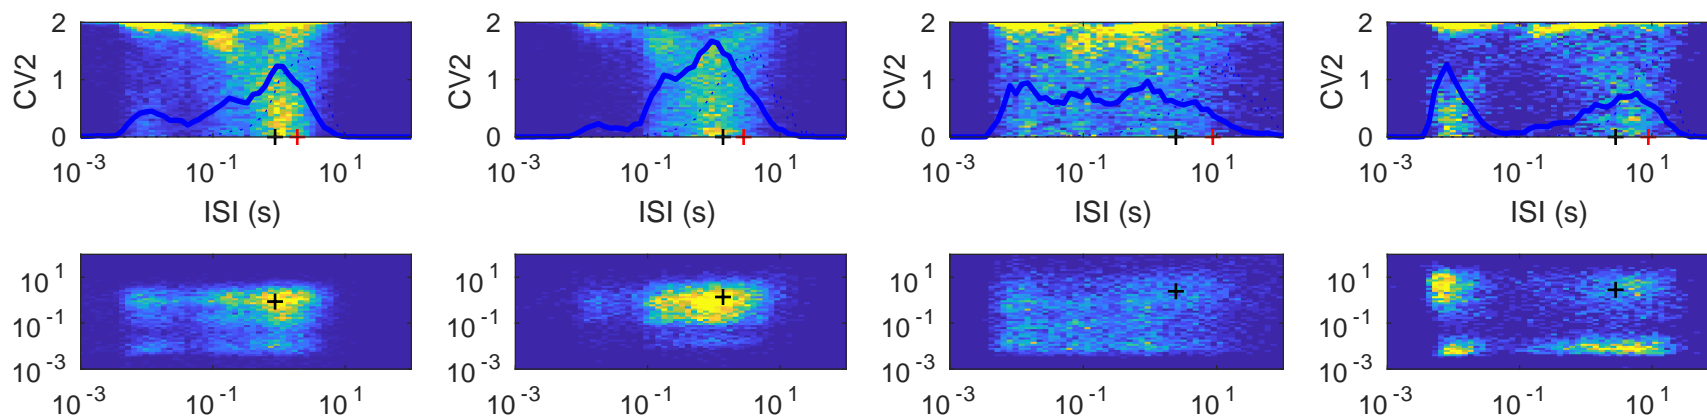 2 2 2 2
CV2 1 CV2 1 CV2 1 CV2 1
0 0 0 0
10 -3 10 -1 10 1 10 -3 10 -1 10 1 10 -3 10 -1 10 1 10 -3 10 -1 10 1
ISI (s) ISI (s) ISI (s) ISI (s)
10 1 10 1 10 1 10 1
10 -1 10 -1 10 -1 10 -1
10 -3 10 -3 10 -3 10 -3
10 -3 10 -1 10 1 10 -3 10 -1 10 1 10 -3 10 -1 10 1 10 -3 10 -1 10 1